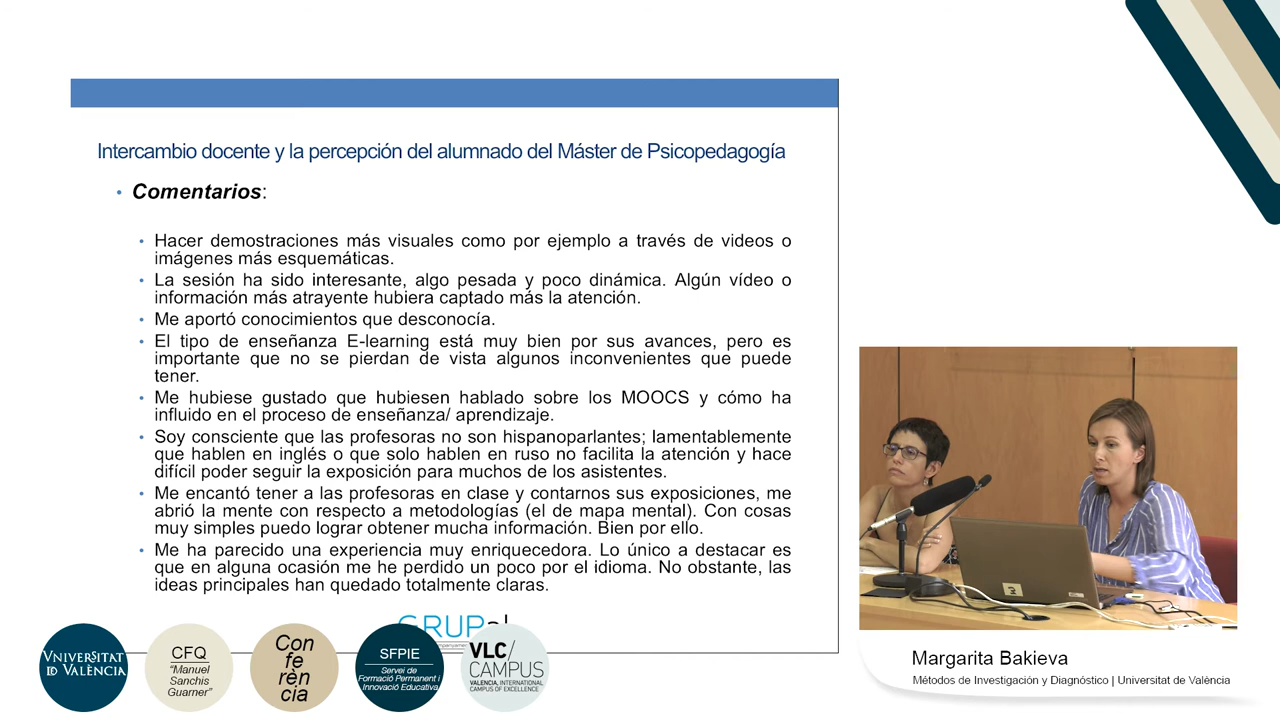 Intercambio docente y la percepción del alumnado del Máster de Psicopedagogía
Comentarios:
Hacer demostraciones más visuales como por ejemplo a través de videos o
imágenes más esquemáticas.
La sesión ha sido interesante, algo pesada y poco dinámica. Algún vídeo o
información más atrayente hubiera captado más la atención.
Me aportó conocimientos que desconocía.
El tipo de enseñanza E-learning está muy bien por sus avances, pero es
importante que no se pierdan de vista algunos inconvenientes que puede
tener.
Me hubiese gustado que hubiesen hablado sobre los MOOCS y cómo ha
influido en el proceso de enseñanza/ aprendizaje.
Soy consciente que las profesoras no son hispanoparlantes; lamentablemente
que hablen en inglés o que solo hablen en ruso no facilita la atención y hace
difícil poder seguir la exposición para muchos de los asistentes.
Me encantó tener a las profesoras en clase y contarnos sus exposiciones, me
abrió la mente con respecto a metodologías (el de mapa mental). Con cosas
muy simples puedo lograr obtener mucha información. Bien por ello.
Me ha parecido una experiencia muy enriquecedora. Lo único a destacar es
que en alguna ocasión me he perdido un poco por el idioma. No obstante, las
ideas principales han quedado totalmente claras.
VNIVERSITAT
ID VALÈNCIA
CFQ
"Manuel
Sanchis
Guarner"
Con
fe
rèn
cia
SFPIE
Servei de
Formació Permanent i
Innovació Educativa
VLC/
CAMPUS
VALENCIA, INTERNATIONAL
CAMPUS OF EXCELLENCE
Margarita Bakieva
Métodos de Investigación y Diagnóstico | Universitat de València